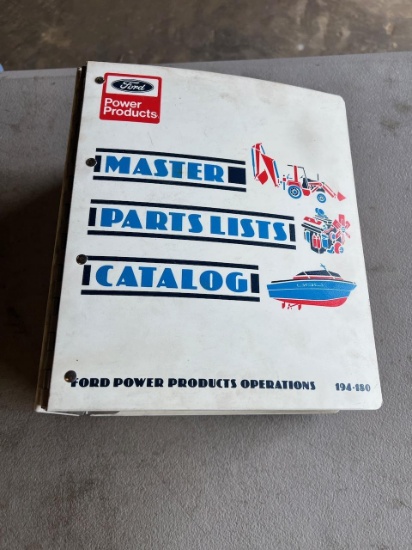 Ford
Power
Products
MASTER
PARTS LISTS
CATALOG
FORD POWER PRODUCTS OPERATIONS 194-180